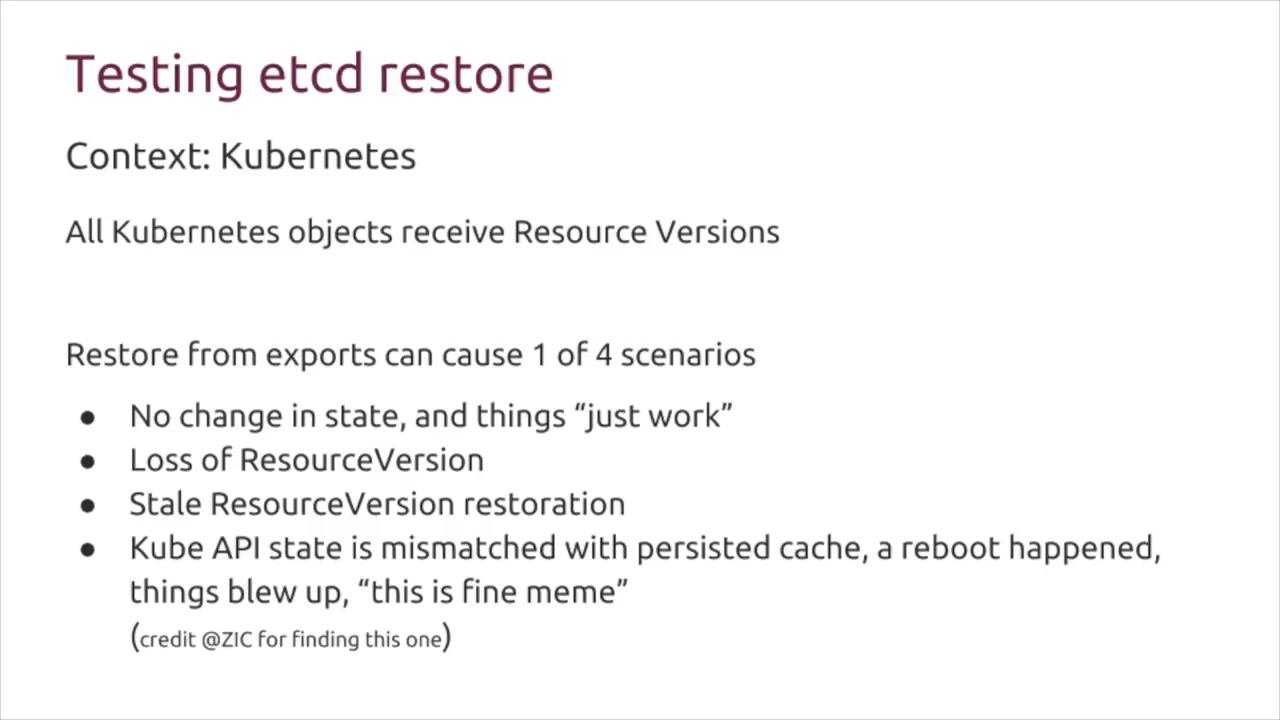 Testing etcd restore
Context: Kubernetes
All Kubernetes objects receive Resource Versions
Restore from exports can cause 1 of 4 scenarios
● No change in state, and things “just work”
● Loss of ResourceVersion
● Stale ResourceVersion restoration
● Kube API state is mismatched with persisted cache, a reboot happened,
things blew up, “this is fine meme”
(credit @ZIC for finding this one)